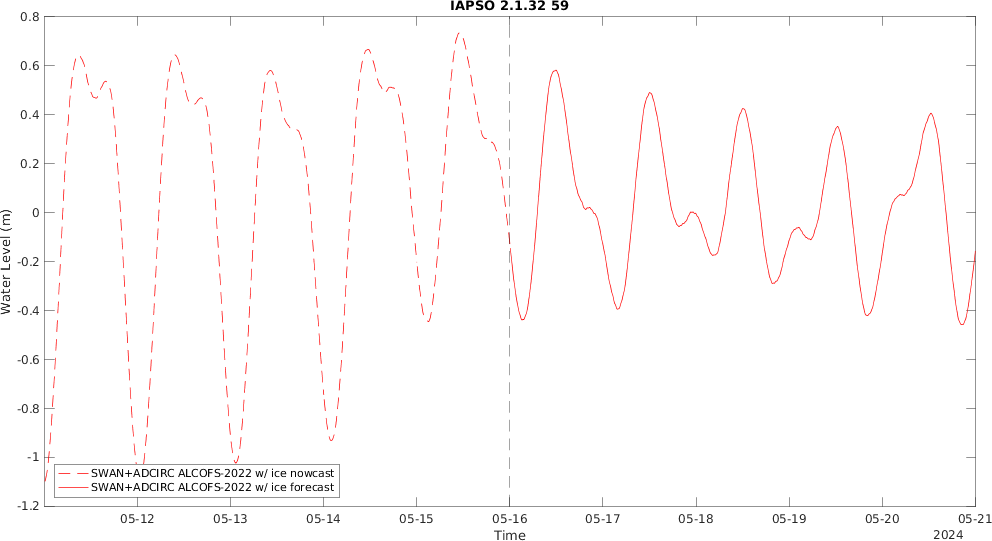 IAPSO 2.1.32 59
0.8
0.6
0.4
0.2
0
-0.2
-0.4
-0.6
-0.8
-1
-1.2
Water Level (m)
SWAN+ADCIRC ALCOFS-2022 w/ ice nowcast
SWAN+ADCIRC ALCOFS-2022 w/ ice forecast
05-12 05-13 05-14 05-15 05-16 05-17 05-18 05-19 05-20 05-21
Time
2024